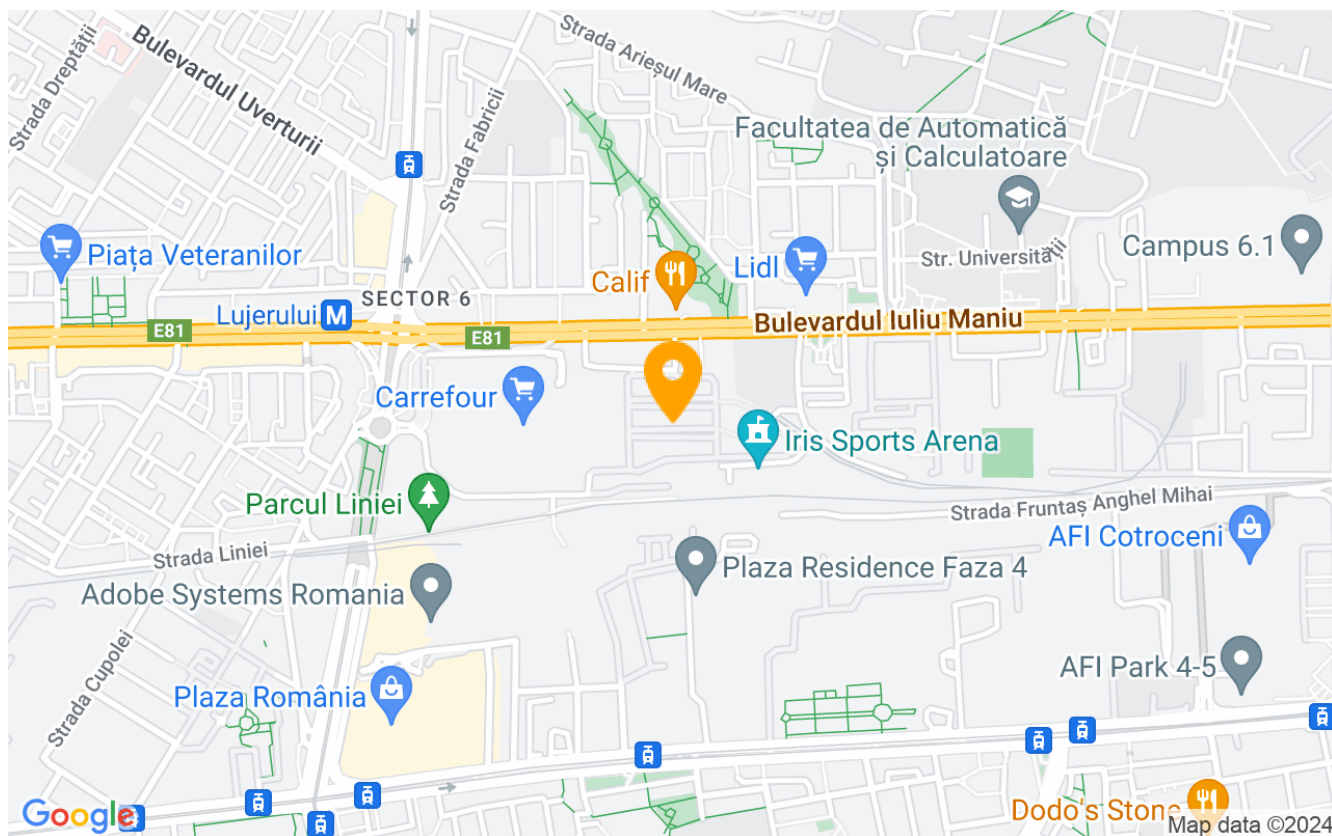 Strada Dreptății
Bulevardul Uverturii
Strada Fabricii
Strada Arieșul Mare
Facultatea de Automatică
și Calculatoare
Str. Universității
Campus 6.1
Piața Veteranilor
Calif
Lidl
Lujerului
M
SECTOR 6
E81
E81
Bulevardul Iuliu Maniu
Carrefour
Iris Sports Arena
Parcul Liniei
Strada Fruntaș Anghel Mihai
AFI Cotroceni
Strada Liniei
Adobe Systems Romania
Plaza Residence Faza 4
Strada Cupolei
Plaza România
AFI Park 4-5
Dodo's Stone
Google
Map data ©2024